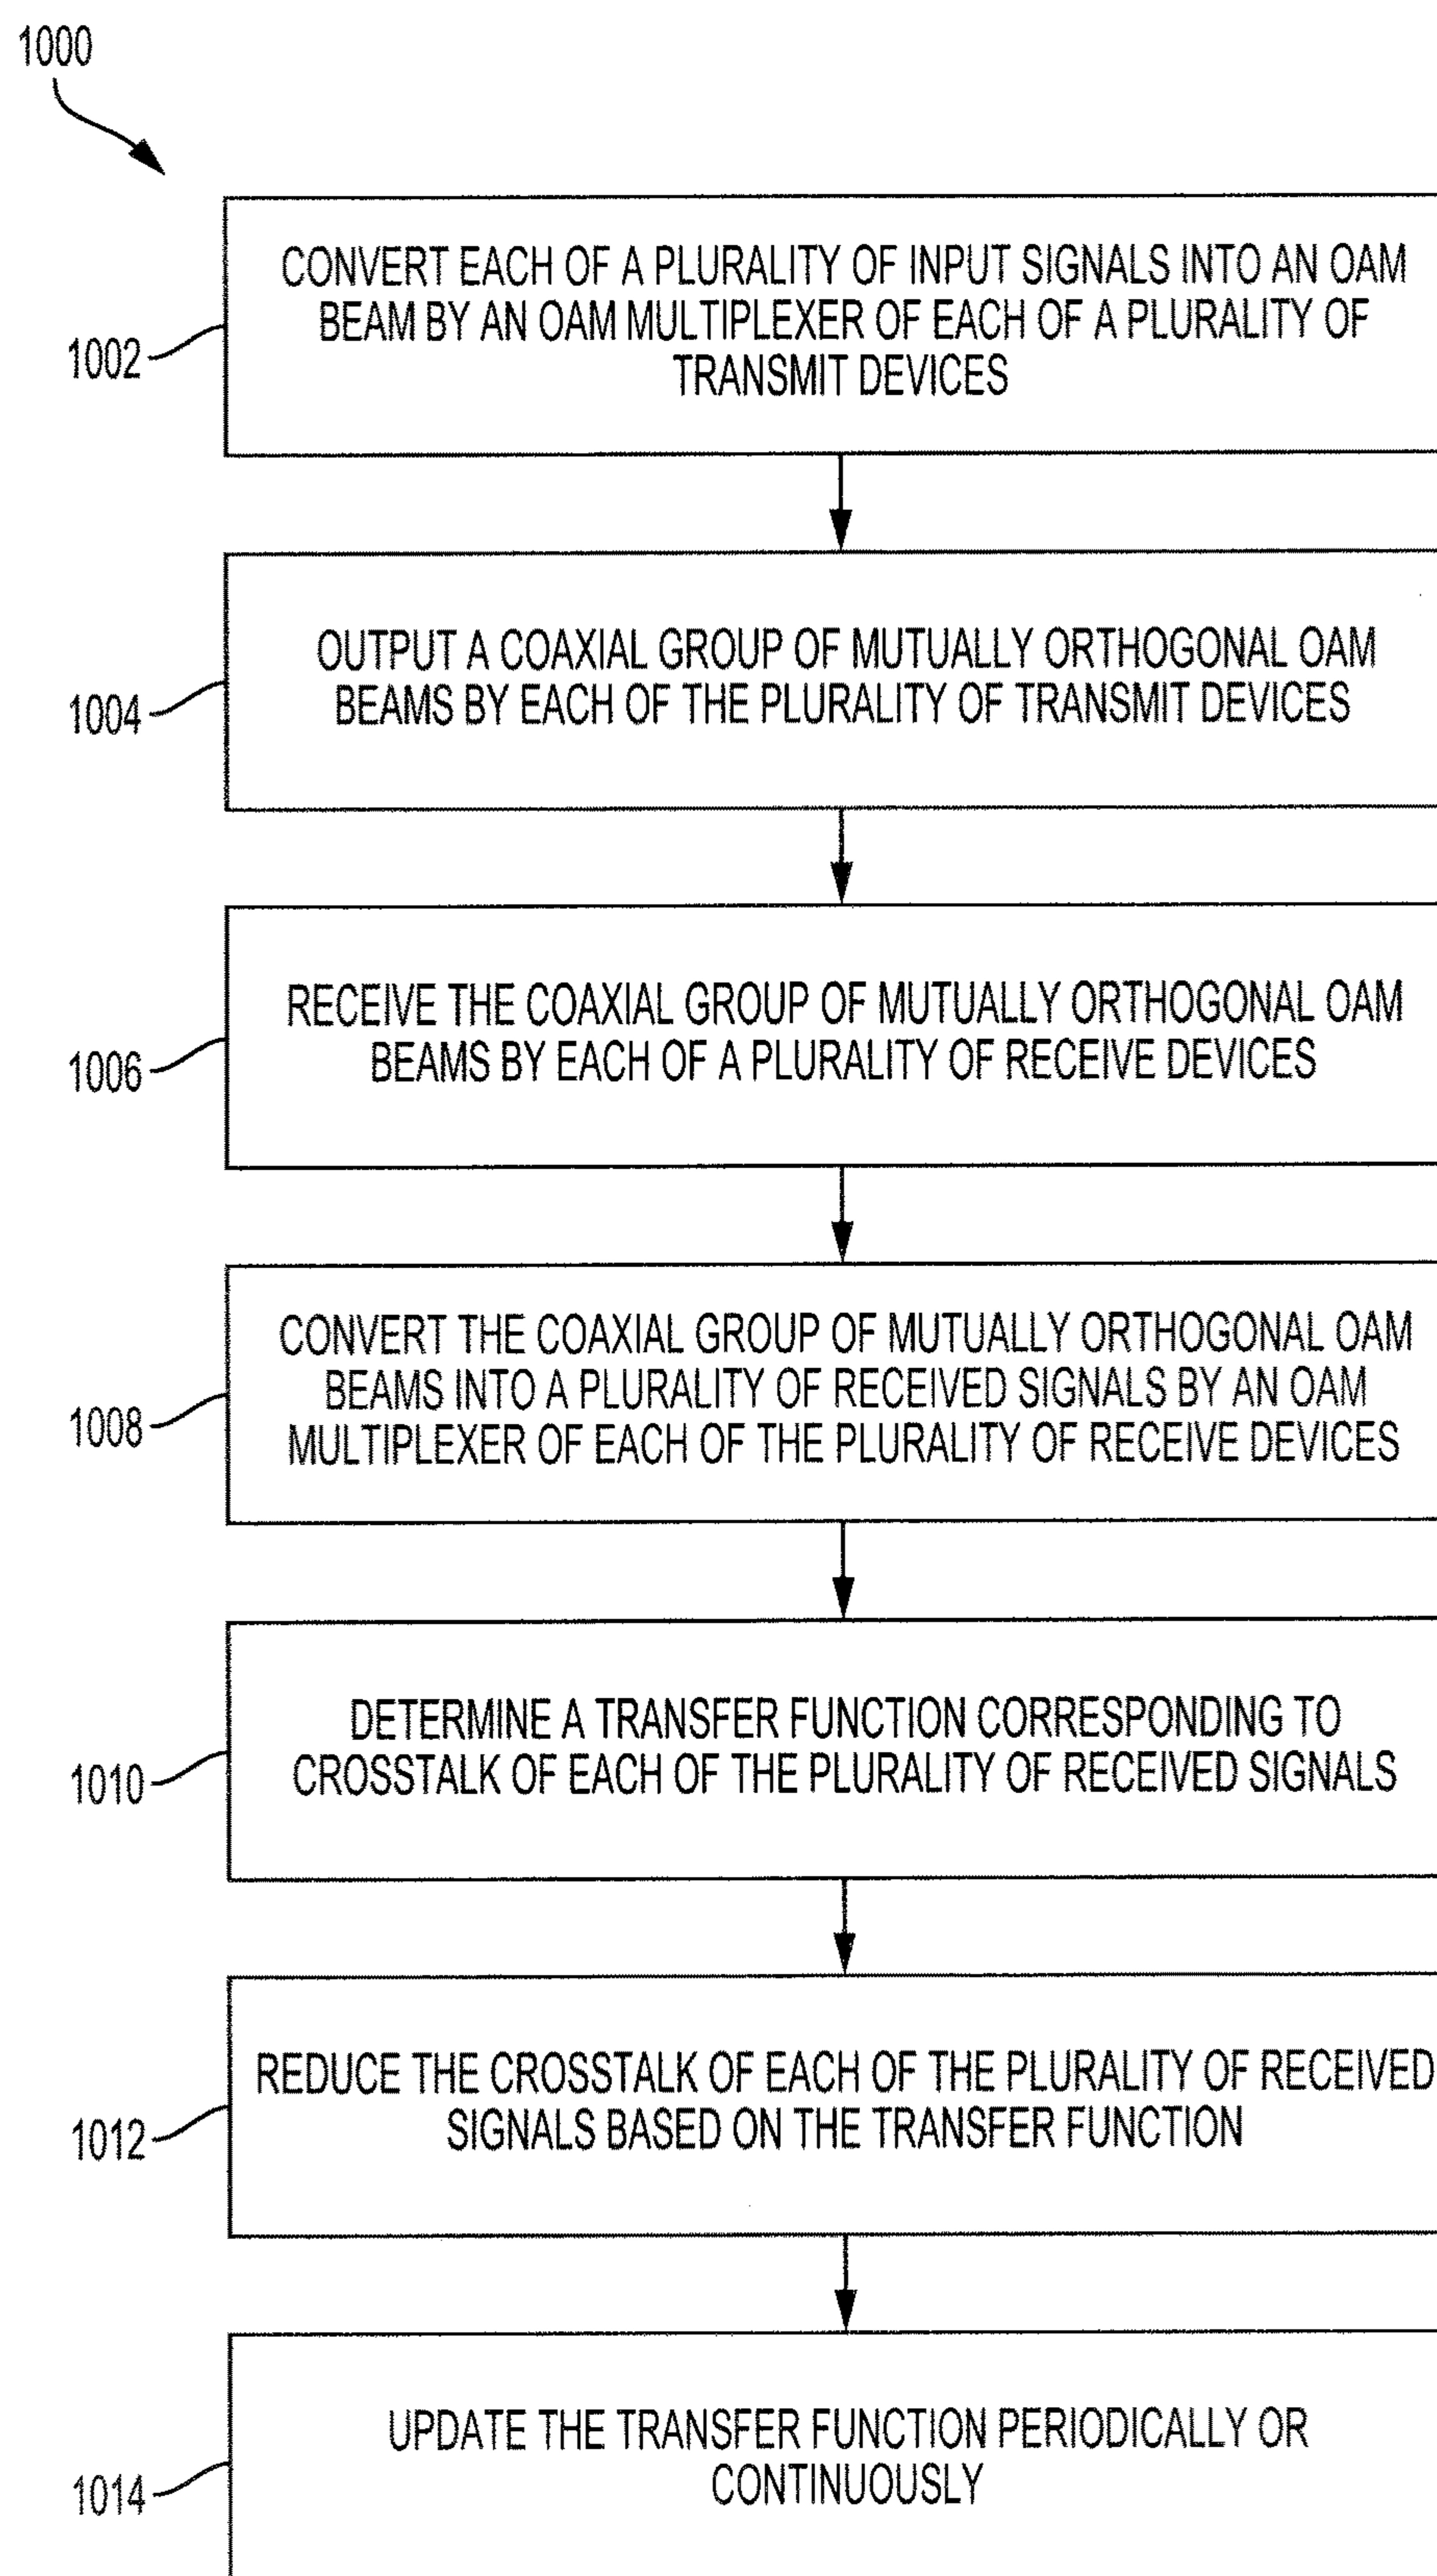 1000
CONVERT EACH OF A PLURALITY OF INPUT SIGNALS INTO AN OAM
BEAM BY AN OAM MULTIPLEXER OF EACH OF A PLURALITY OF
TRANSMIT DEVICES
1002
OUTPUT A COAXIAL GROUP OF MUTUALLY ORTHOGONAL OAM
BEAMS BY EACH OF THE PLURALITY OF TRANSMIT DEVICES
1004
RECEIVE THE COAXIAL GROUP OF MUTUALLY ORTHOGONAL OAM
BEAMS BY EACH OF A PLURALITY OF RECEIVE DEVICES
1006
CONVERT THE COAXIAL GROUP OF MUTUALLY ORTHOGONAL OAM
BEAMS INTO A PLURALITY OF RECEIVED SIGNALS BY AN OAM
MULTIPLEXER OF EACH OF THE PLURALITY OF RECEIVE DEVICES
1008
DETERMINE A TRANSFER FUNCTION CORRESPONDING TO
CROSSTALK OF EACH OF THE PLURALITY OF RECEIVED SIGNALS
1010
REDUCE THE CROSSTALK OF EACH OF THE PLURALITY OF RECEIVED
SIGNALS BASED ON THE TRANSFER FUNCTION
1012
UPDATE THE TRANSFER FUNCTION PERIODICALLY OR
CONTINUOUSLY
1014